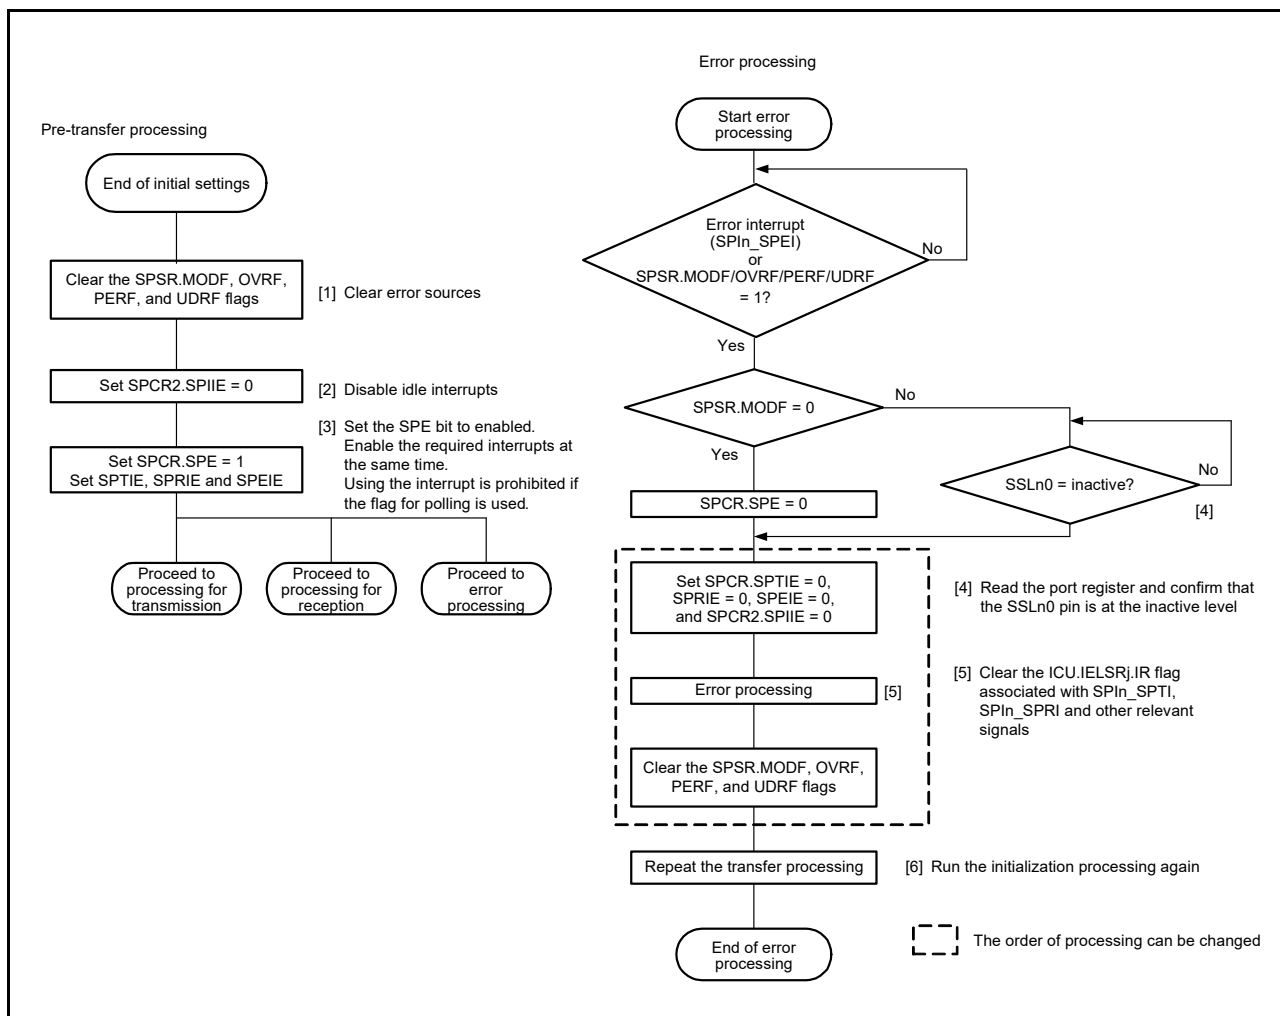 Pre-transfer processing
End of initial settings
Clear the SPSR.MODF, OVRF,
PERF, and UDRF flags
[1] Clear error sources
Set SPCR2.SPIIE = 0
[2] Disable idle interrupts
Set SPCR.SPE = 1
Set SPTIE, SPRIE and SPEIE
[3] Set the SPE bit to enabled.
Enable the required interrupts at
the same time.
Using the interrupt is prohibited if
the flag for polling is used.
Proceed to
processing for
transmission
Proceed to
processing for
reception
Proceed to
error
processing
Error processing
Start error
processing
Error interrupt
(SPIn_SPEI)
or
SPSR.MODF/OVRF/PERF/UDRF
= 1?
No
Yes
SPSR.MODF = 0
No
Yes
SSLn0 = inactive?
No
[4]
SPCR.SPE = 0
Set SPCR.SPTIE = 0,
SPRIE = 0, SPEIE = 0,
and SPCR2.SPIIE = 0
[4] Read the port register and confirm that
the SSLn0 pin is at the inactive level
Error processing
[5]
[5] Clear the ICU.IELSRj.IR flag
associated with SPIn_SPTI,
SPIn_SPRI and other relevant
signals
Clear the SPSR.MODF, OVRF,
PERF, and UDRF flags
Repeat the transfer processing
[6] Run the initialization processing again
End of error
processing
The order of processing can be changed